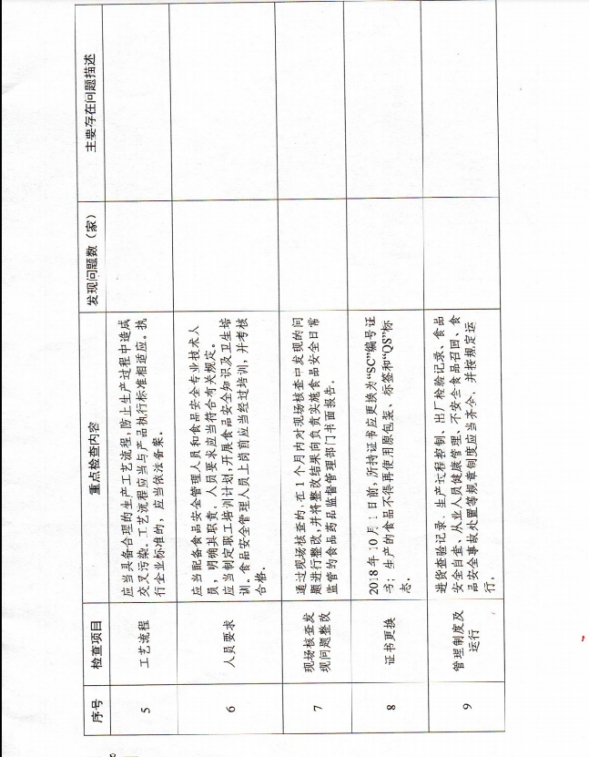 序号 检查项目 重点检查内容 发现问题数（家） 主要存在问题描述
5 工艺流程
应当具备合理的生产工艺流程,防止生产过程中造成
交叉污染。工艺流程应当与产品执行标准相适应。执
行企业标准的，应当依法备案。
6 人员要求
应当配备食品安全管理人员和食品安全专业技术人
员，明确其职责。人员要求应当符合有关规定。
应当制定职工培训计划,开展食品安全知识及卫生培
训。食品安全管理人员上岗前应当经过培训，并考核
合格。
7 现场核查发
现问题整改
通过现场核查的,在1个月内对现场核查中发现的问
题进行整改,并将整改结果向负责实施食品安全日常
监管的食品药品监督管理部门书面报告。
8 证书更换
2018年10月1日前,所持证书应更换为“SC”编号证
书；生产的食品不得再使用原包装、标签和“QS”标
志。
9 管理制度及
运行
进货查验记录、生产过程控制、出厂检验记录、食品
安全自查、从业人员健康管理、不安全食品召回、食
品安全事故处置等规章制度应当齐全，并按规定运
行。